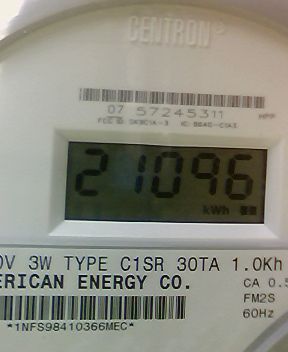 CENTRON®
07 57245311
21096
kWh
0V 3W TYPE C1SR 30TA 1.0Kh
ERICAN ENERGY CO.
CA 0.5
FM2S
60Hz
*1NFS98410366MEC*